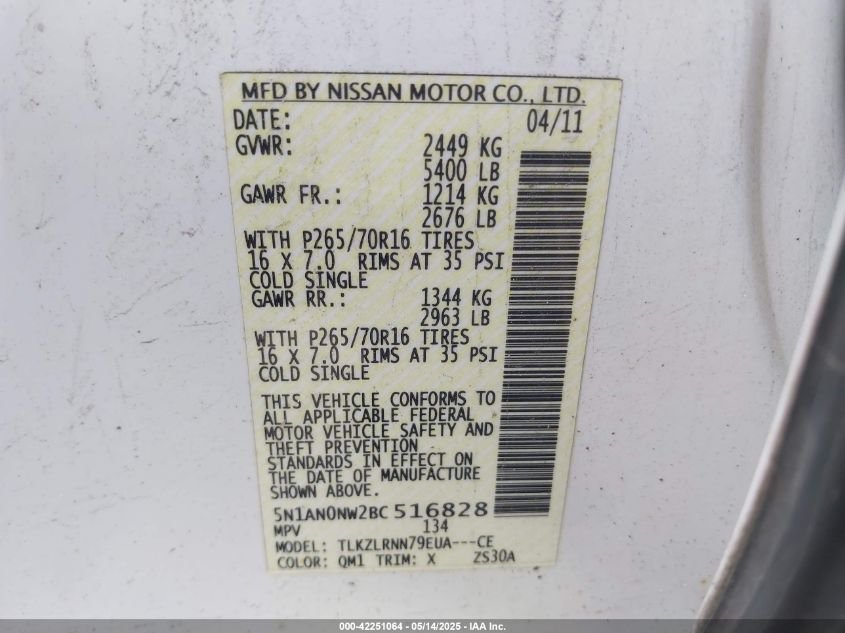 MFD BY NISSAN MOTOR CO., LTD.
DATE: 04/11
GVWR: 2449 KG
5400 LB
GAWR FR.: 1214 KG
2676 LB
WITH P265/70R16 TIRES
16 X 7.0 RIMS AT 35 PSI
COLD SINGLE
GAWR RR.: 1344 KG
2963 LB
WITH P265/70R16 TIRES
16 X 7.0 RIMS AT 35 PSI
COLD SINGLE
THIS VEHICLE CONFORMS TO
ALL APPLICABLE FEDERAL
MOTOR VEHICLE SAFETY AND
THEFT PREVENTION
STANDARDS IN EFFECT ON
THE DATE OF MANUFACTURE
SHOWN ABOVE.
5N1AN0NW2BC 516828
MPV 134
MODEL: TLKZLRNN79EUA---CE
COLOR: QM1 TRIM: X ZS30A
000-42251064 - 05/14/2025 - IAA Inc.